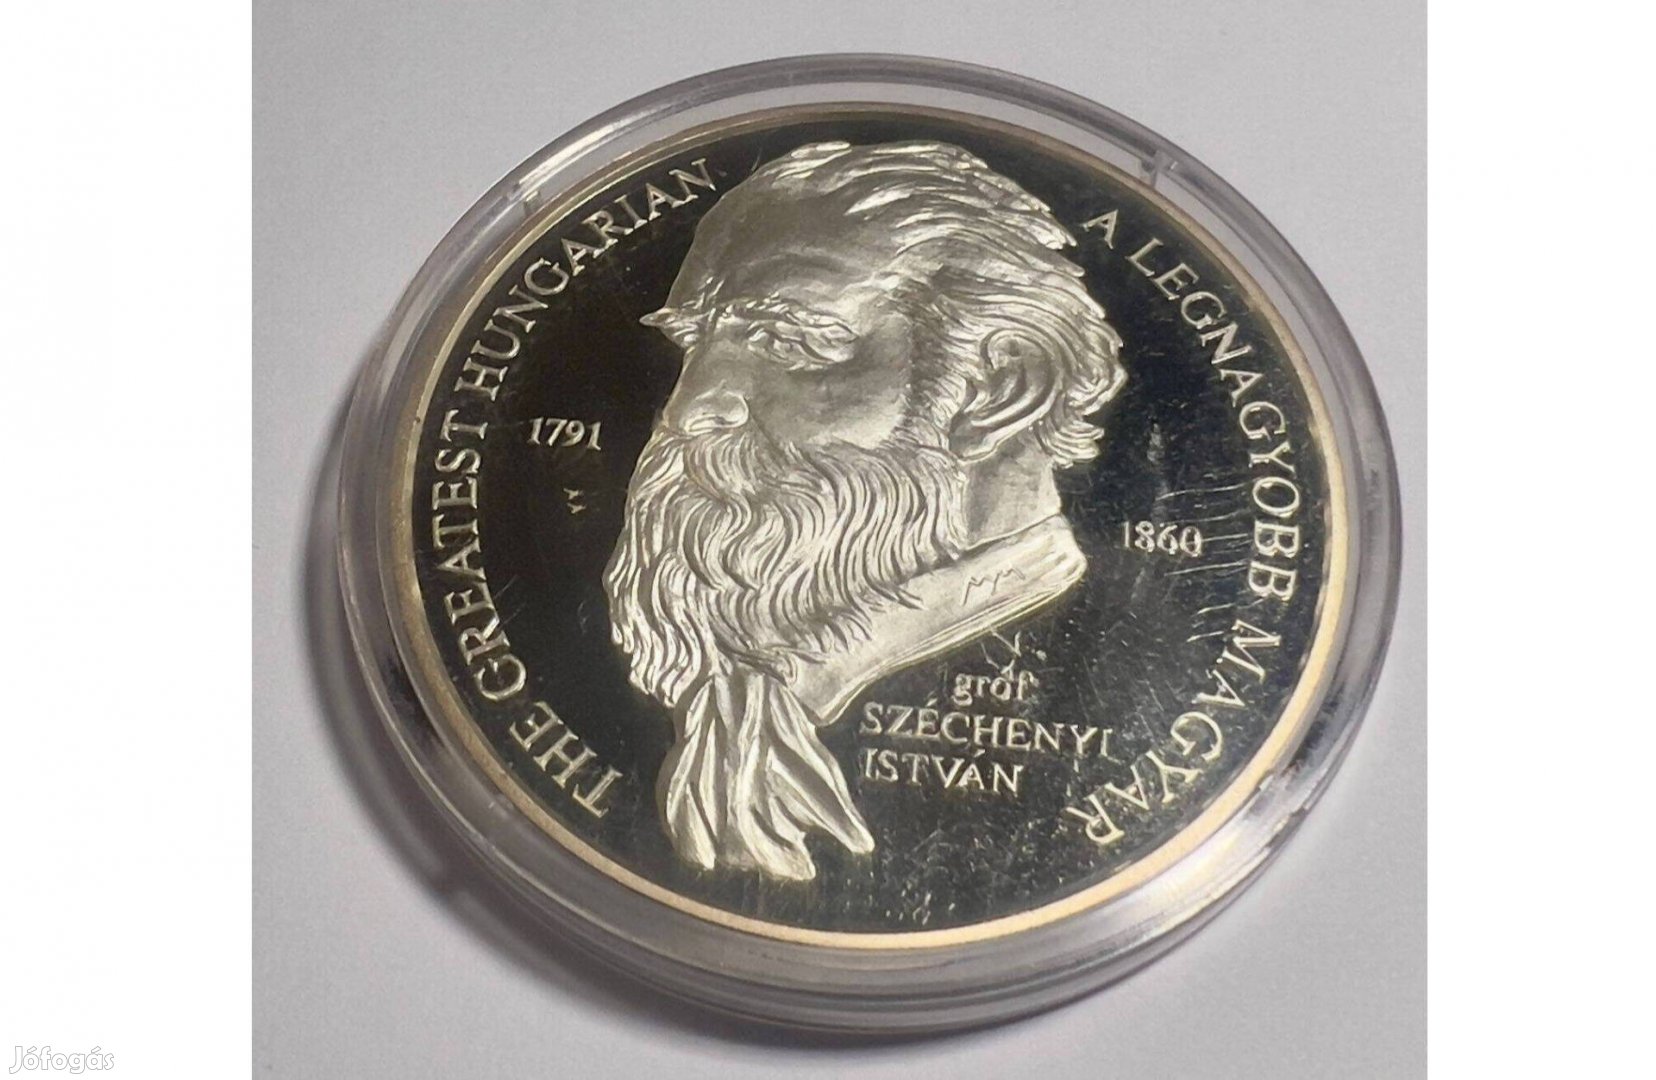 THE GREATEST HUNGARIAN
A LEGNAGYOBB MAGYAR
1791
1860
gróf
SZÉCHENYI
ISTVÁN
Jófogás